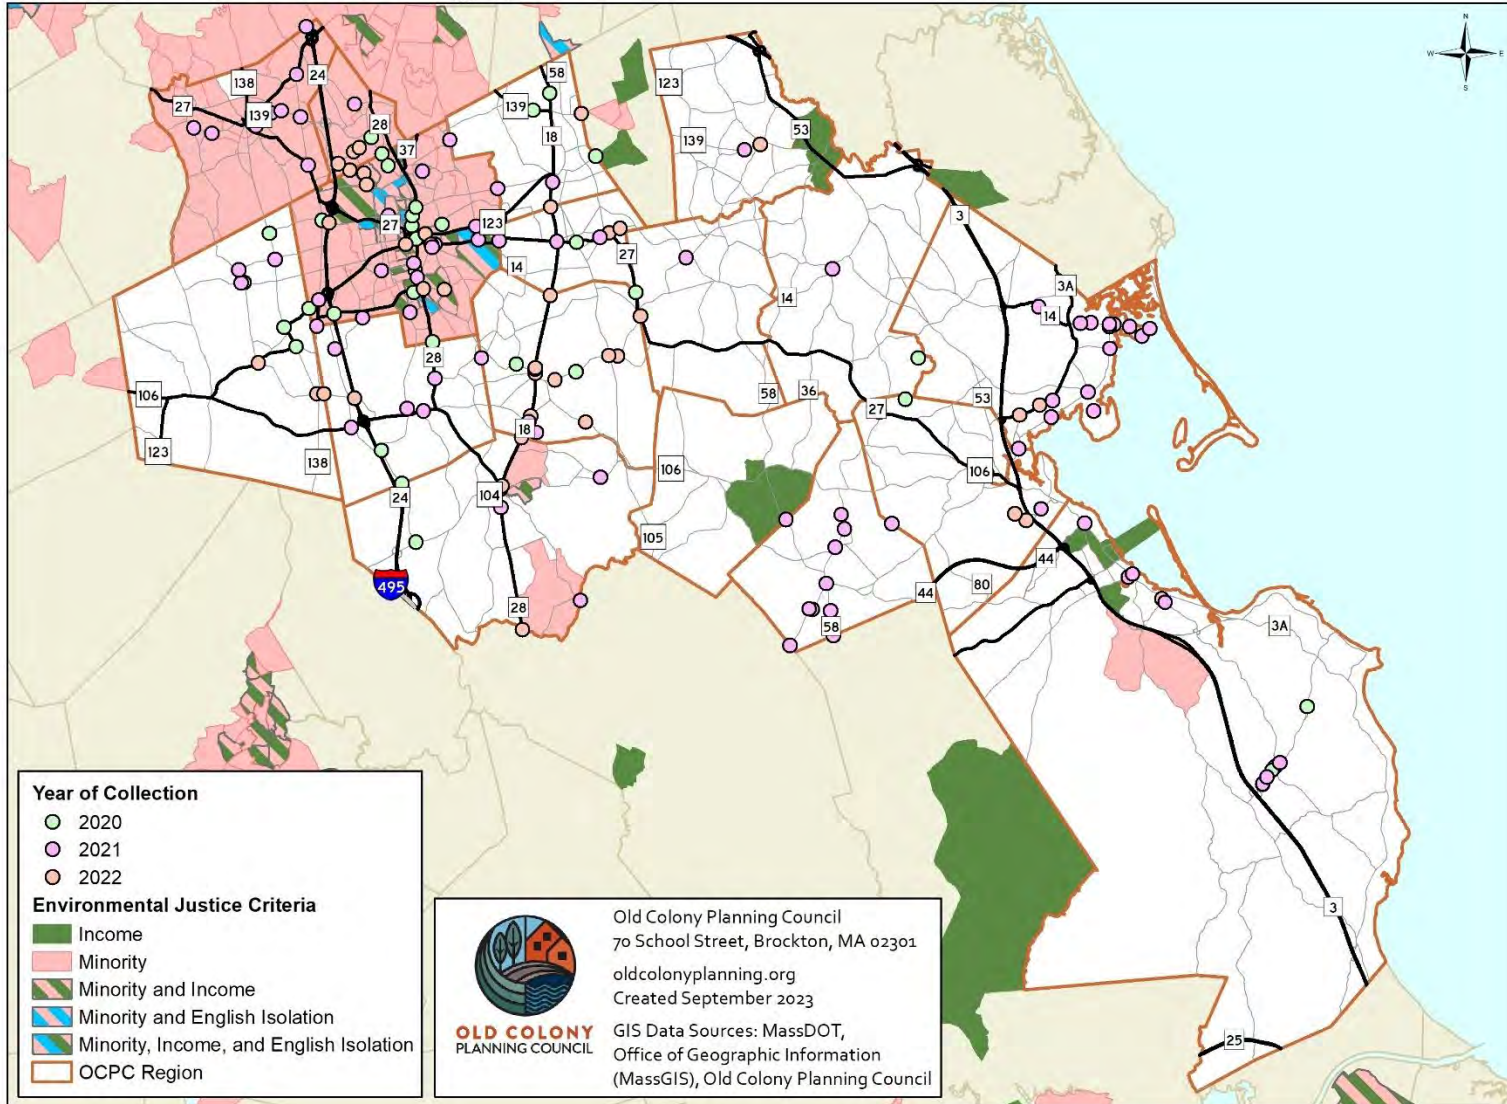 N
W
E
S
58
123
138
24
27
139
139
28
53
139
18
37
3
123
27
27
14
3A
14
14
28
106
58
36
53
27
123
18
138
106
106
24
104
105
44
495
44
80
28
58
3A
3
25
Year of Collection
2020
2021
2022
Environmental Justice Criteria
Income
Minority
Minority and Income
Minority and English Isolation
Minority, Income, and English Isolation
OCPC Region
OLD COLONY
PLANNING COUNCIL
Old Colony Planning Council
70 School Street, Brockton, MA 02301
oldcolonyplanning.org
Created September 2023
GIS Data Sources: MassDOT,
Office of Geographic Information
(MassGIS), Old Colony Planning Council